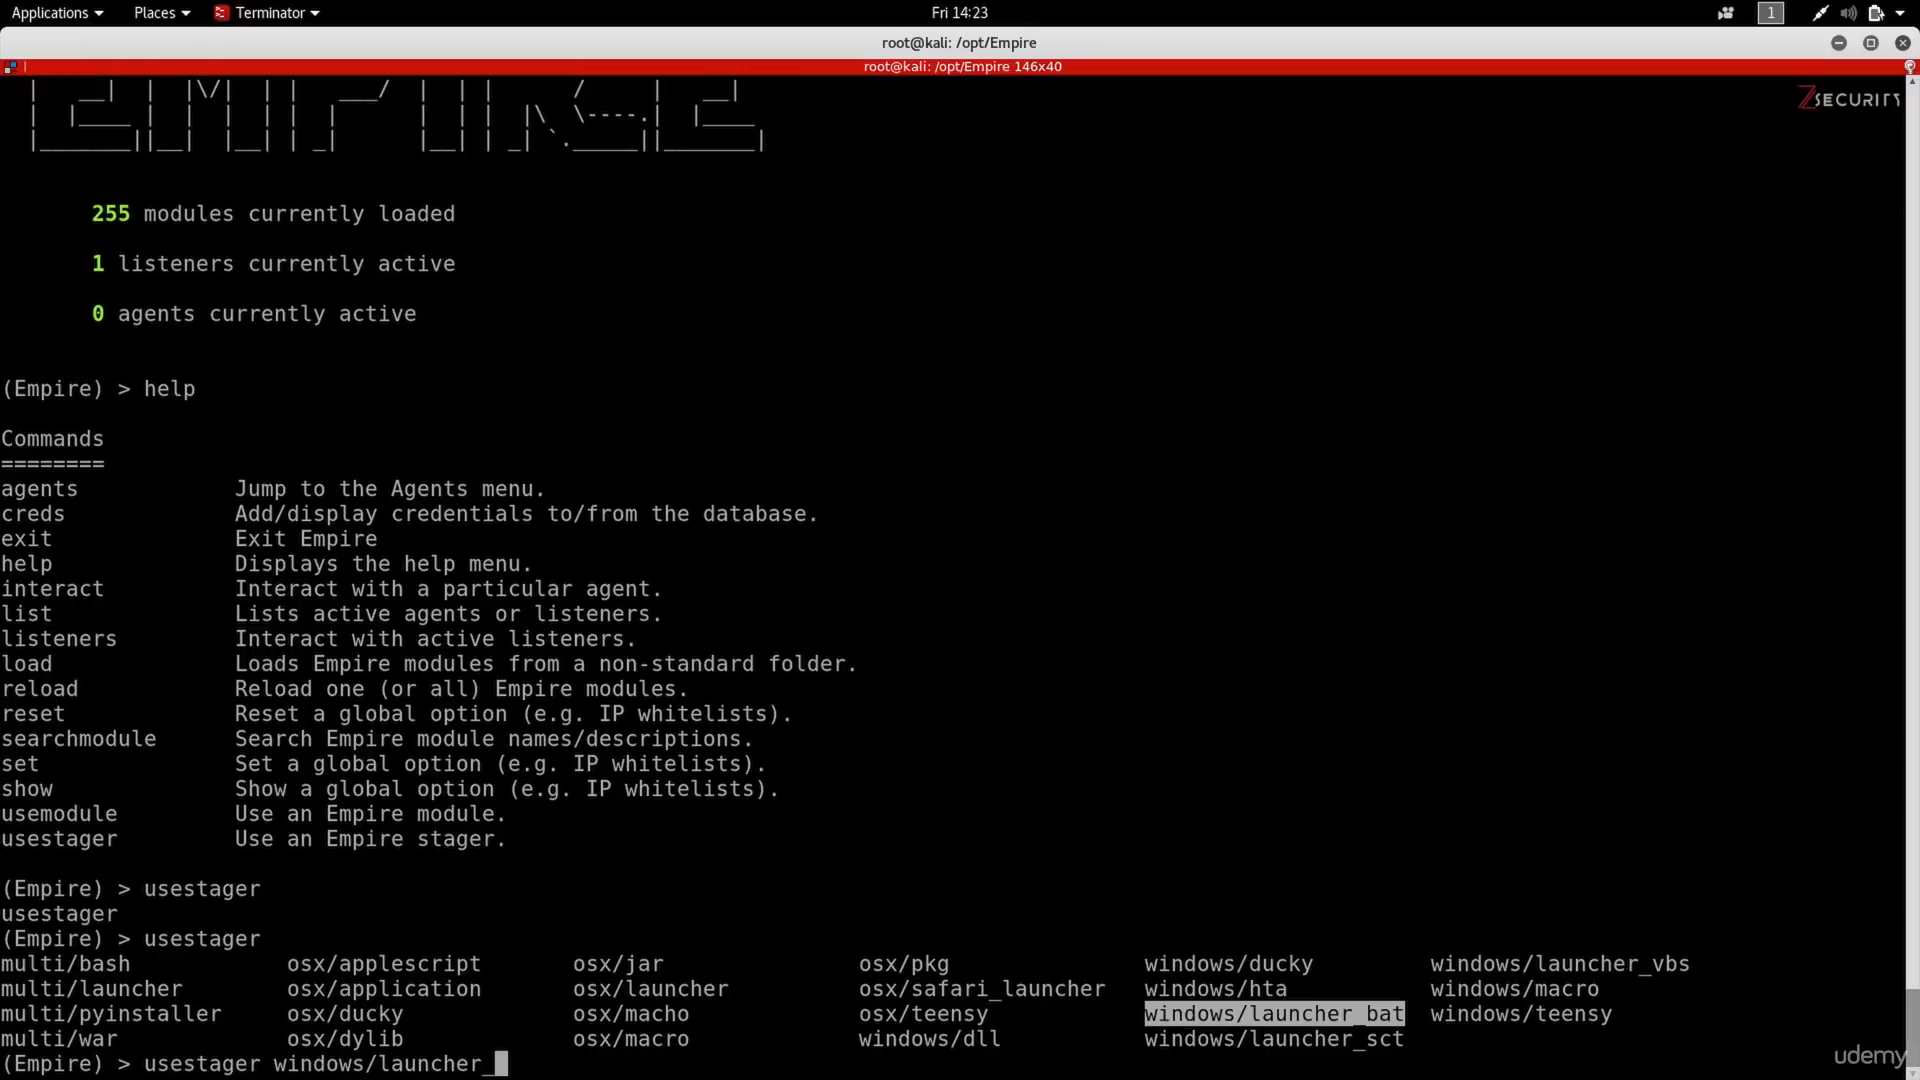 Applications Places Terminator Fri 14:23 1
root@kali: /opt/Empire
root@kali: /opt/Empire 146x40
ZSECURITY
EMPIRE
255 modules currently loaded
1 listeners currently active
0 agents currently active
(Empire) > help
Commands
========
agents Jump to the Agents menu.
creds Add/display credentials to/from the database.
exit Exit Empire
help Displays the help menu.
interact Interact with a particular agent.
list Lists active agents or listeners.
listeners Interact with active listeners.
load Loads Empire modules from a non-standard folder.
reload Reload one (or all) Empire modules.
reset Reset a global option (e.g. IP whitelists).
searchmodule Search Empire module names/descriptions.
set Set a global option (e.g. IP whitelists).
show Show a global option (e.g. IP whitelists).
usemodule Use an Empire module.
usestager Use an Empire stager.
(Empire) > usestager
usestager
(Empire) > usestager
multi/bash osx/applescript osx/jar osx/pkg windows/ducky windows/launcher_vbs
multi/launcher osx/application osx/launcher osx/safari_launcher windows/hta windows/macro
multi/pyinstaller osx/ducky osx/macho osx/teensy windows/launcher_bat windows/teensy
multi/war osx/dylib osx/macro windows/dll windows/launcher_sct
(Empire) > usestager windows/launcher_
udemy